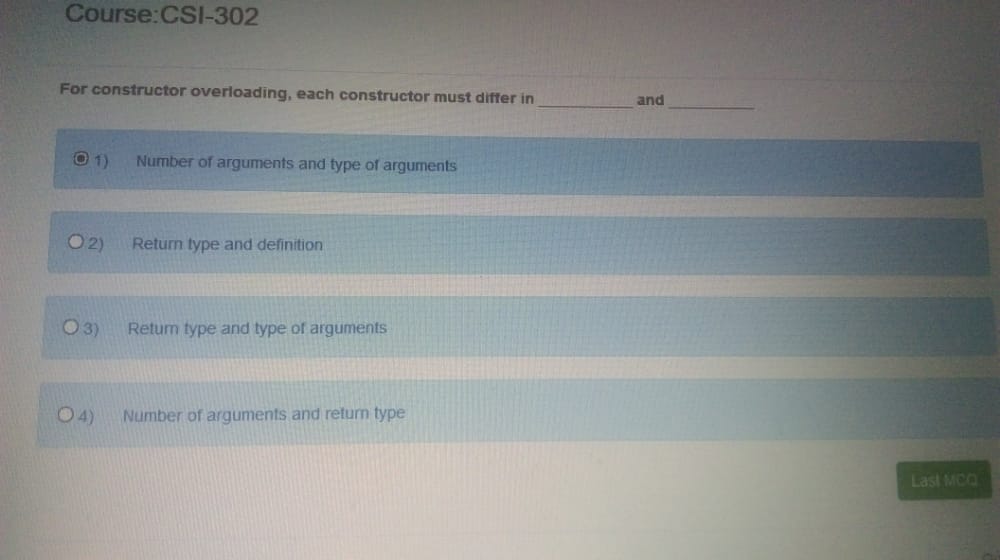 Course:CSI-302
For constructor overloading, each constructor must differ in __________ and __________
1) Number of arguments and type of arguments
2) Return type and definition
3) Return type and type of arguments
4) Number of arguments and return type
Last MCQ